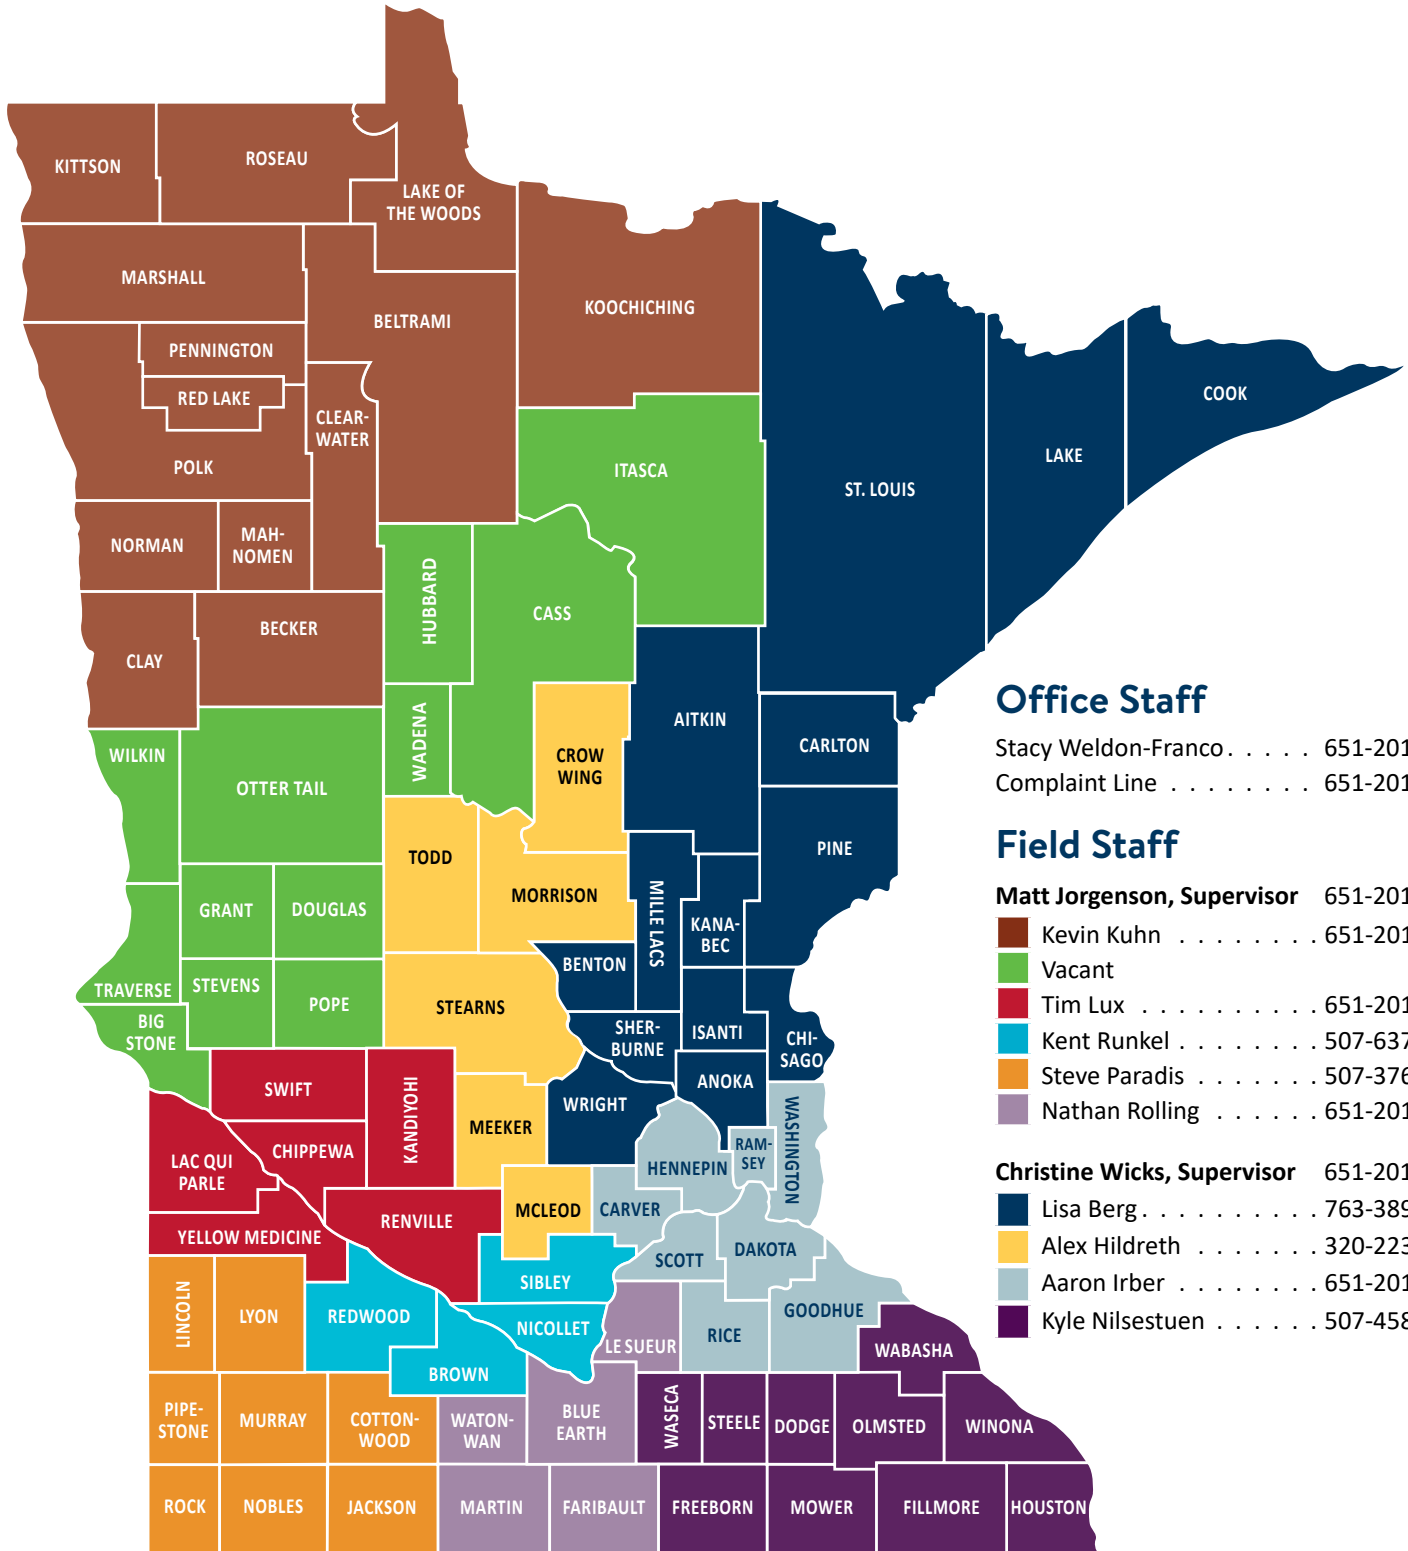 KITTSON
ROSEAU
LAKE OF
THE WOODS
MARSHALL
KOOCHICHING
BELTRAMI
PENNINGTON
RED LAKE
CLEAR-
WATER
POLK
COOK
LAKE
ST. LOUIS
ITASCA
NORMAN
MAH-
NOMEN
HUBBARD
CASS
BECKER
CLAY
AITKIN
CARLTON
WILKIN
OTTER TAIL
WADENA
CROW
WING
PINE
TODD
MORRISON
MILLE LACS
KANA-
BEC
GRANT
DOUGLAS
BENTON
TRAVERSE
STEVENS
POPE
STEARNS
BIG
STONE
SHER-
BURNE
ISANTI
CHI-
SAGO
SWIFT
KANDIYOHI
ANOKA
WRIGHT
MEEKER
WASHINGTON
CHIPPEWA
LAC QUI
PARLE
HENNEPIN
RAM-
SEY
MCLEOD
CARVER
RENVILLE
YELLOW MEDICINE
SCOTT
DAKOTA
SIBLEY
LINCOLN
LYON
REDWOOD
NICOLLET
LE SUEUR
RICE
GOODHUE
WABASHA
BROWN
PIPE-
STONE
MURRAY
COTTON-
WOOD
WATON-
WAN
BLUE
EARTH
WASECA
STEELE
DODGE
OLMSTED
WINONA
ROCK
NOBLES
JACKSON
MARTIN
FARIBAULT
FREEBORN
MOWER
FILLMORE
HOUSTON
Office Staff
Stacy Weldon-Franco . . . . . 651-201
Complaint Line . . . . . . . . 651-201
Field Staff
Matt Jorgenson, Supervisor 651-201
Kevin Kuhn . . . . . . . . 651-201
Vacant
Tim Lux . . . . . . . . . . 651-201
Kent Runkel . . . . . . . . 507-637
Steve Paradis . . . . . . . 507-376
Nathan Rolling . . . . . . 651-201
Christine Wicks, Supervisor 651-201
Lisa Berg . . . . . . . . . . 763-389
Alex Hildreth . . . . . . . 320-223
Aaron Irber . . . . . . . . 651-201
Kyle Nilsestuen . . . . . . 507-458